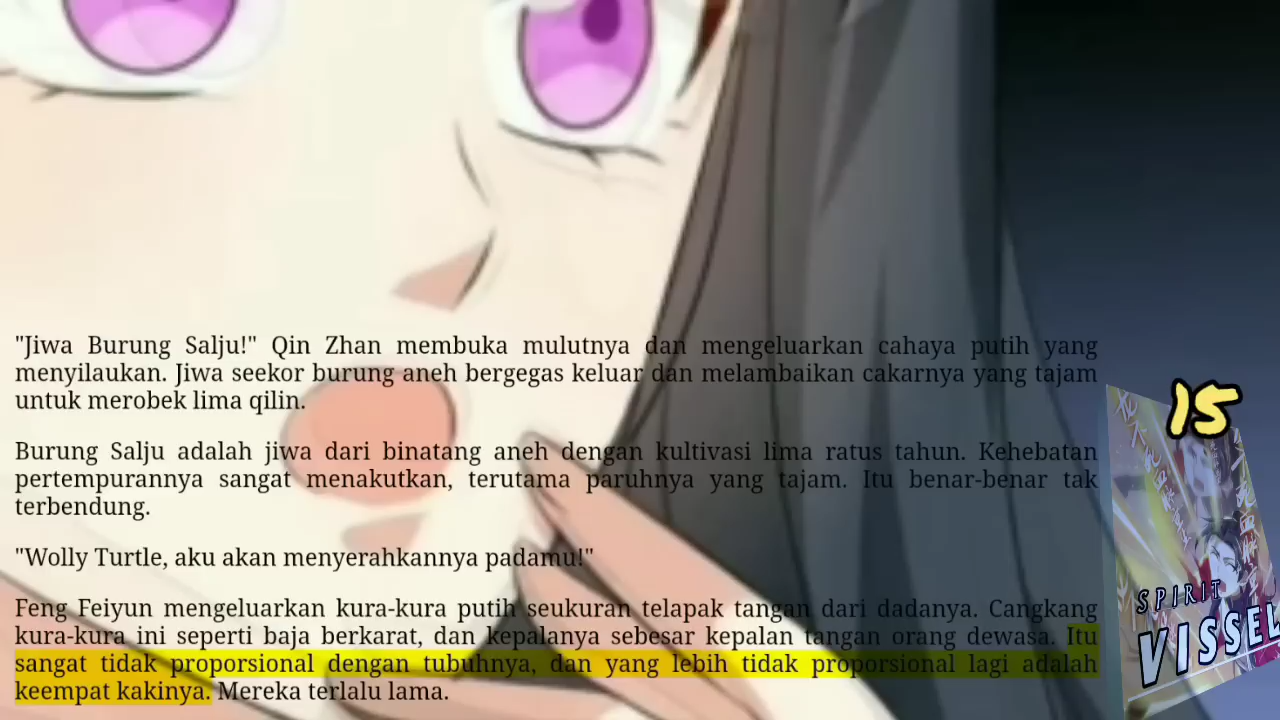 "Jiwa Burung Salju!" Qin Zhan membuka mulutnya dan mengeluarkan cahaya putih yang
menyilaukan. Jiwa seekor burung aneh bergegas keluar dan melambaikan cakarnya yang tajam
untuk merobek lima qilin.
Burung Salju adalah jiwa dari binatang aneh dengan kultivasi lima ratus tahun. Kehebatan
pertempurannya sangat menakutkan, terutama paruhnya yang tajam. Itu benar-benar tak
terbendung.
"Wolly Turtle, aku akan menyerahkannya padamu!"
Feng Feiyun mengeluarkan kura-kura putih seukuran telapak tangan dari dadanya. Cangkang
kura-kura ini seperti baja berkarat, dan kepalanya sebesar kepalan tangan orang dewasa. Itu
sangat tidak proporsional dengan tubuhnya, dan yang lebih tidak proporsional lagi adalah
keempat kakinya. Mereka terlalu lama.
15
SPIRIT
VISSEL